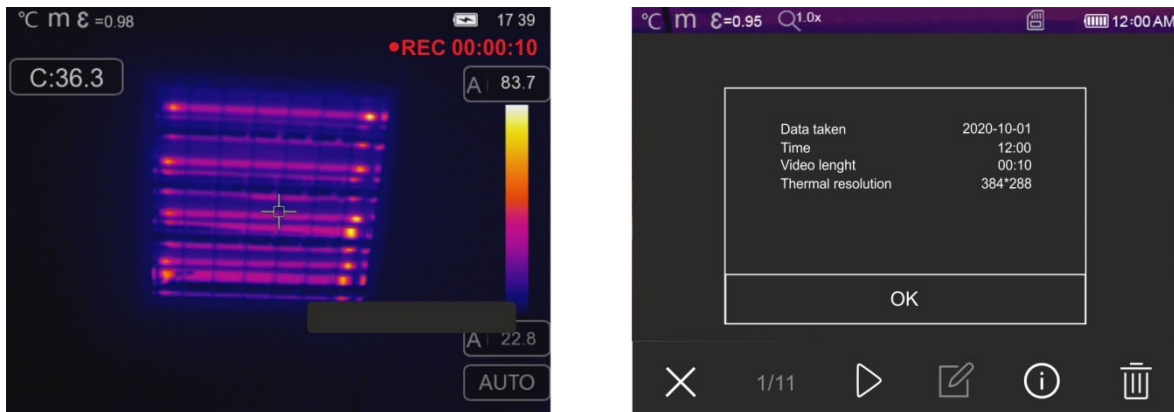 °C m ε =0.98 17 39
●REC 00:00:10
C:36.3
A 83.7
A 22.8
AUTO
°C m ε=0.95 1.0x 12:00 AM
Data taken 2020-10-01
Time 12:00
Video lenght 00:10
Thermal resolution 384*288
OK
1/11